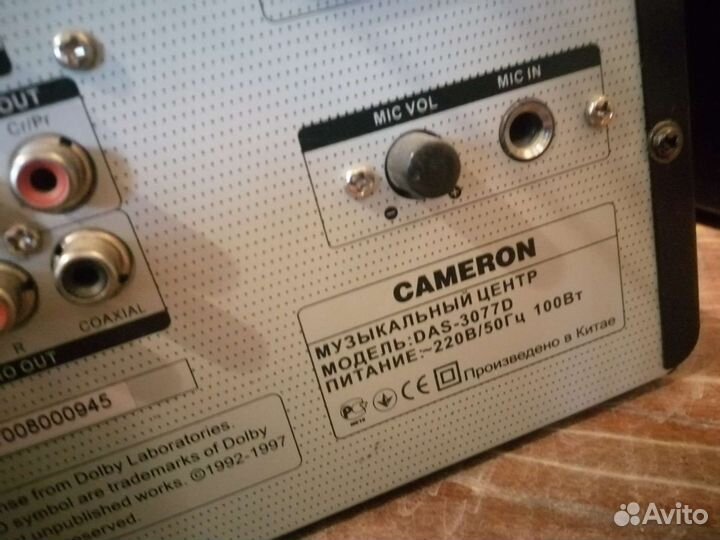 OUT
Cr/Pr
MIC VOL
MIC IN
- +
COAXIAL
R
OUT
CAMERON
МУЗЫКАЛЬНЫЙ ЦЕНТР
МОДЕЛЬ:DAS-3077D
ПИТАНИЕ:~220В/50Гц 100Вт
CE Произведено в Китае
008000945
from Dolby Laboratories.
symbol are trademarks of Dolby
unpublished works. ©1992-1997
Avito